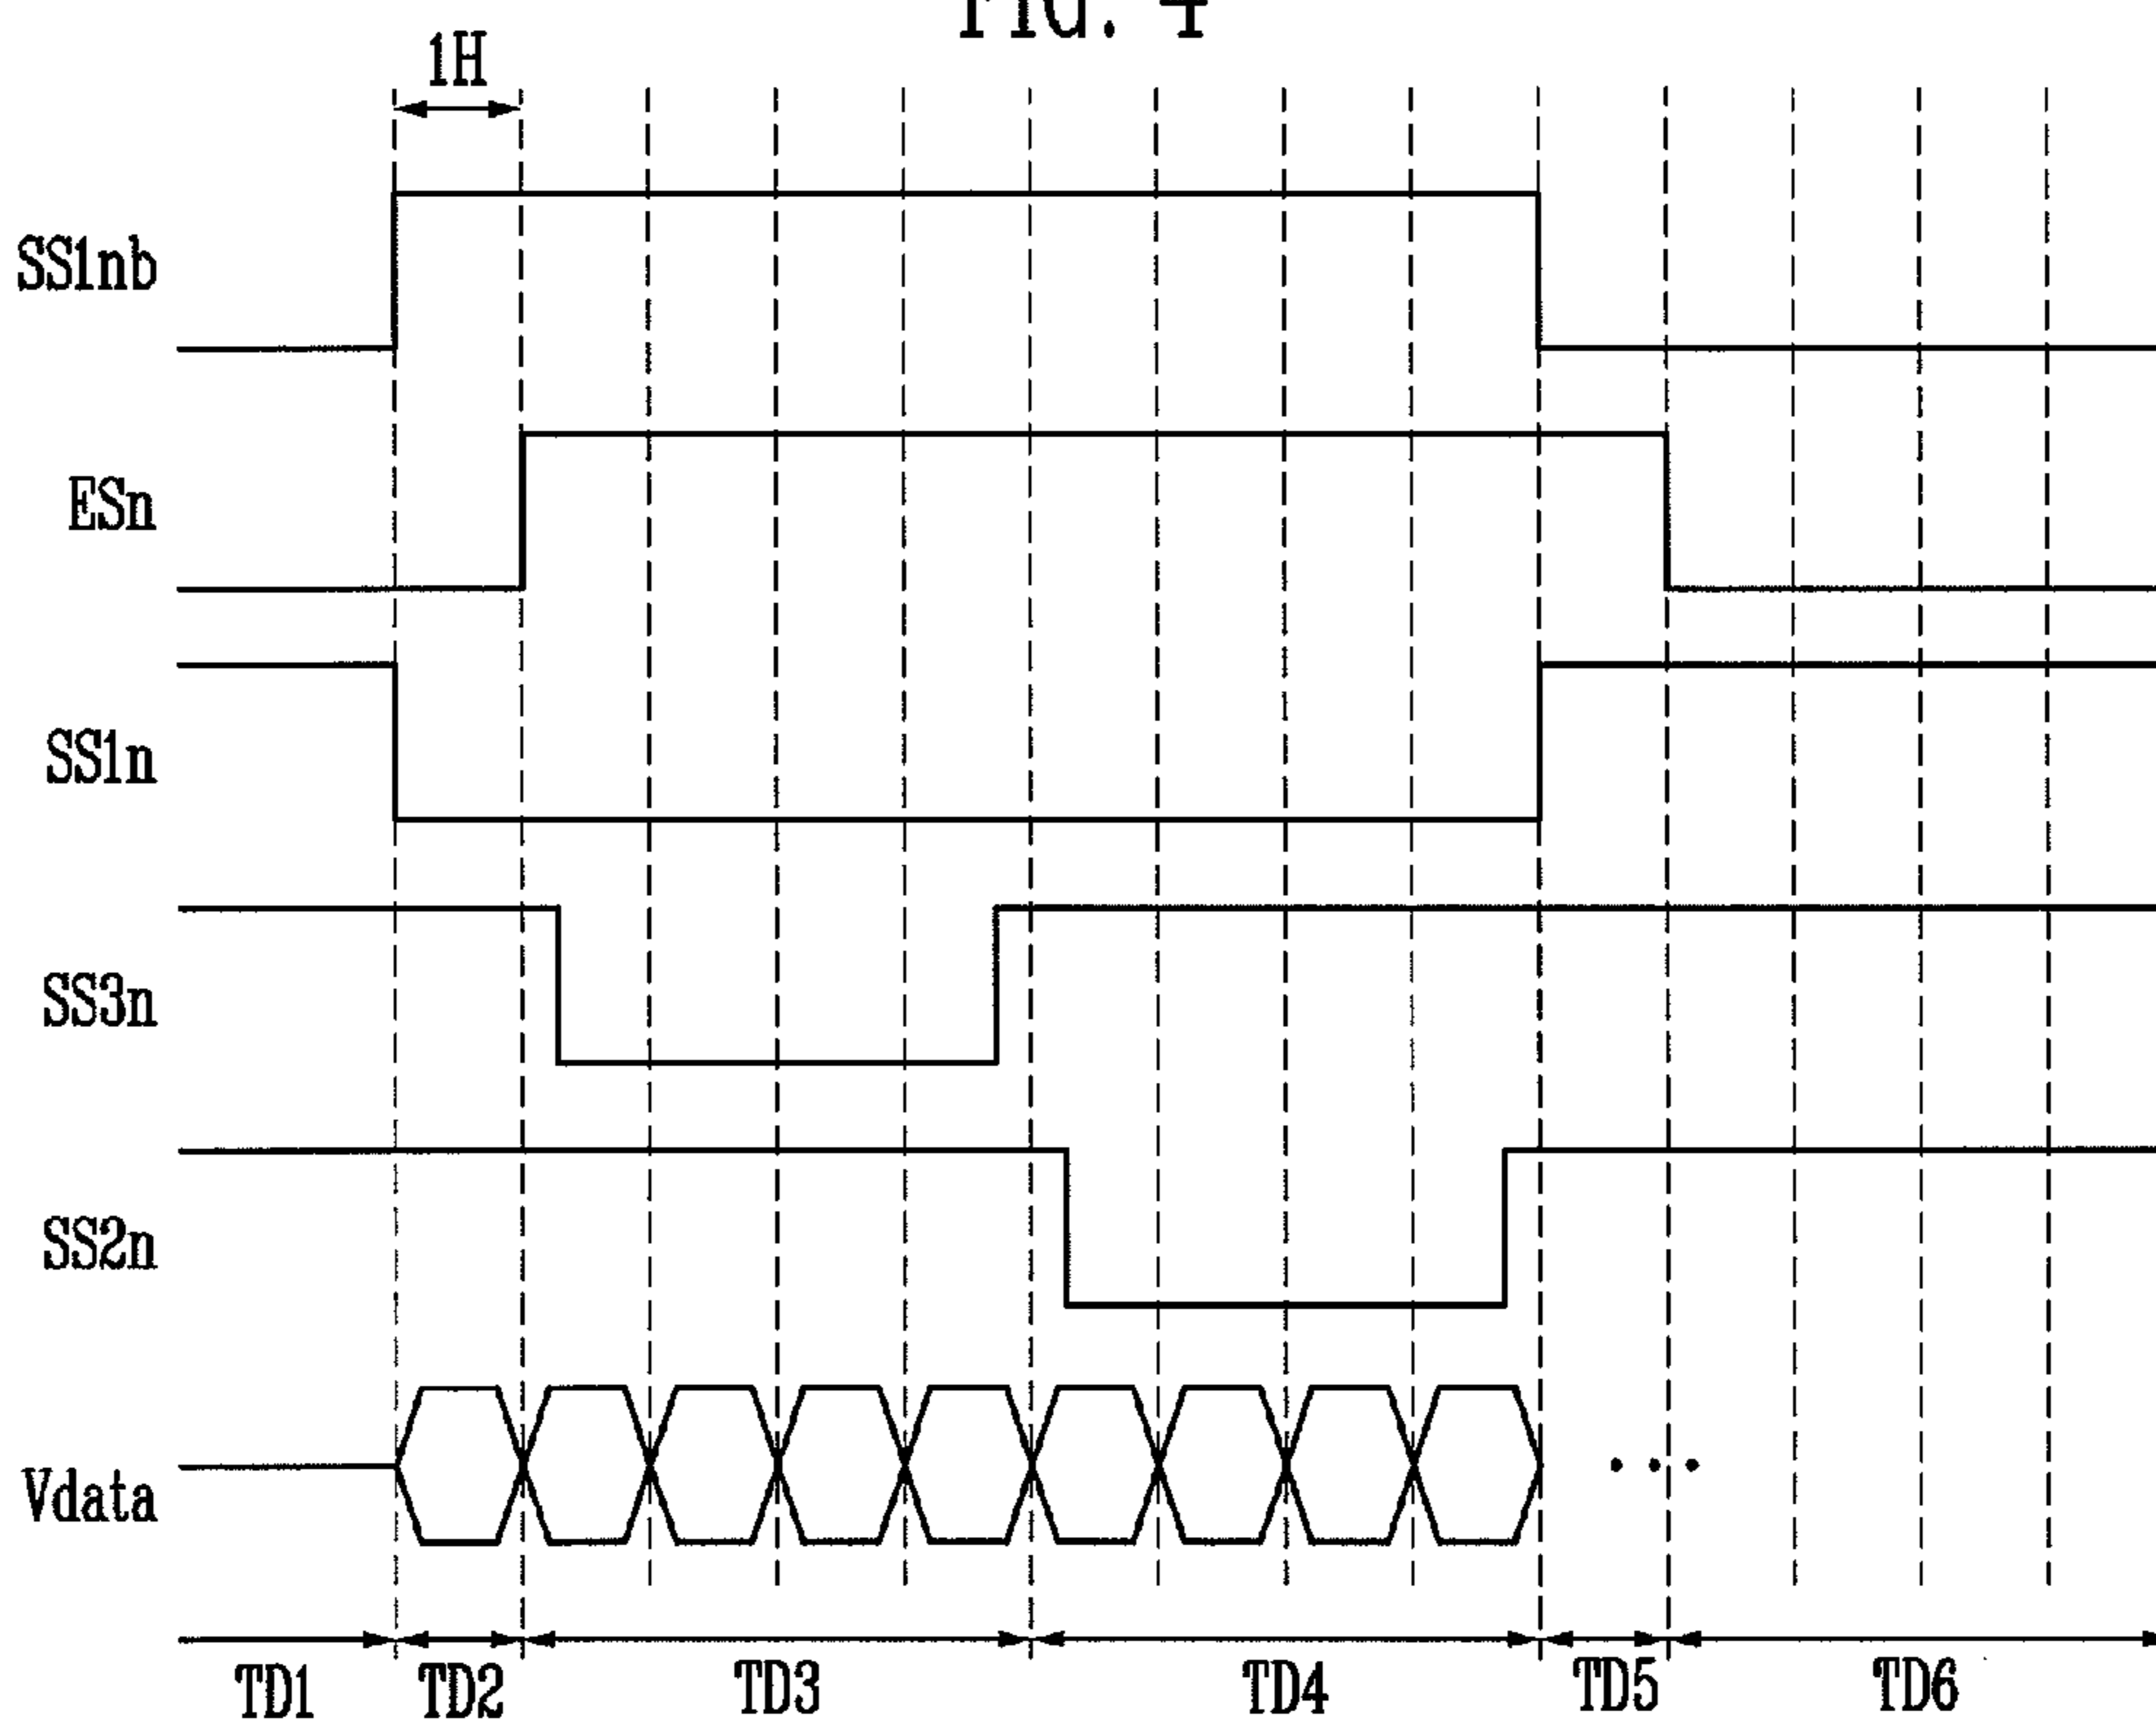 FIG. 4
1H
SS1nb
ESn
SS1n
SS3n
SS2n
Vdata
TD1 TD2 TD3 TD4 TD5 TD6